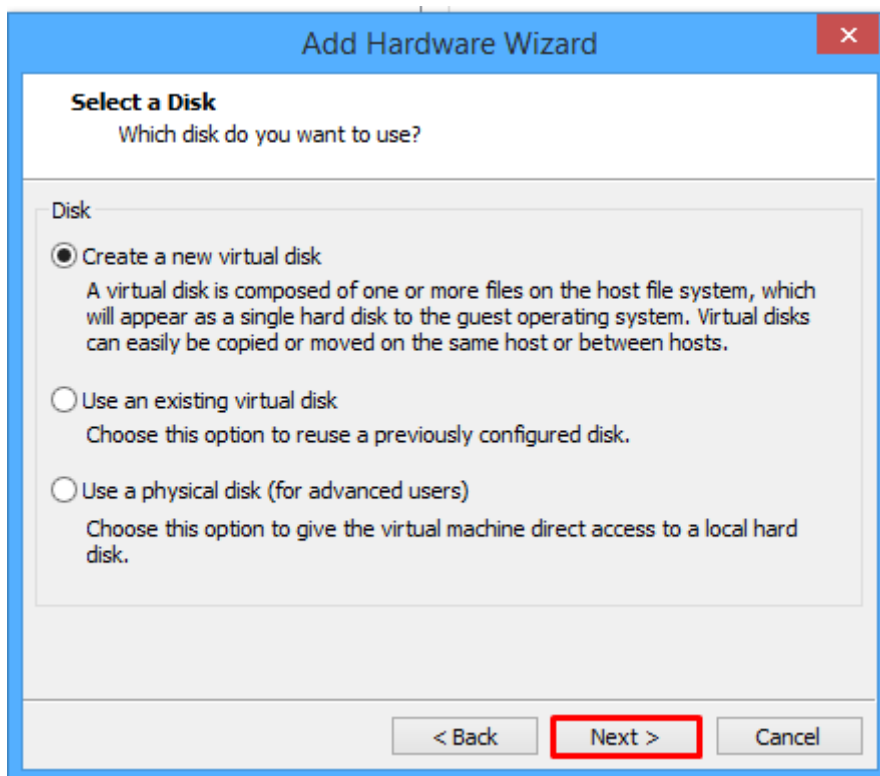 Add Hardware Wizard
Select a Disk
Which disk do you want to use?
Disk
Create a new virtual disk
A virtual disk is composed of one or more files on the host file system, which
will appear as a single hard disk to the guest operating system. Virtual disks
can easily be copied or moved on the same host or between hosts.
Use an existing virtual disk
Choose this option to reuse a previously configured disk.
Use a physical disk (for advanced users)
Choose this option to give the virtual machine direct access to a local hard
disk.
< Back
Next >
Cancel